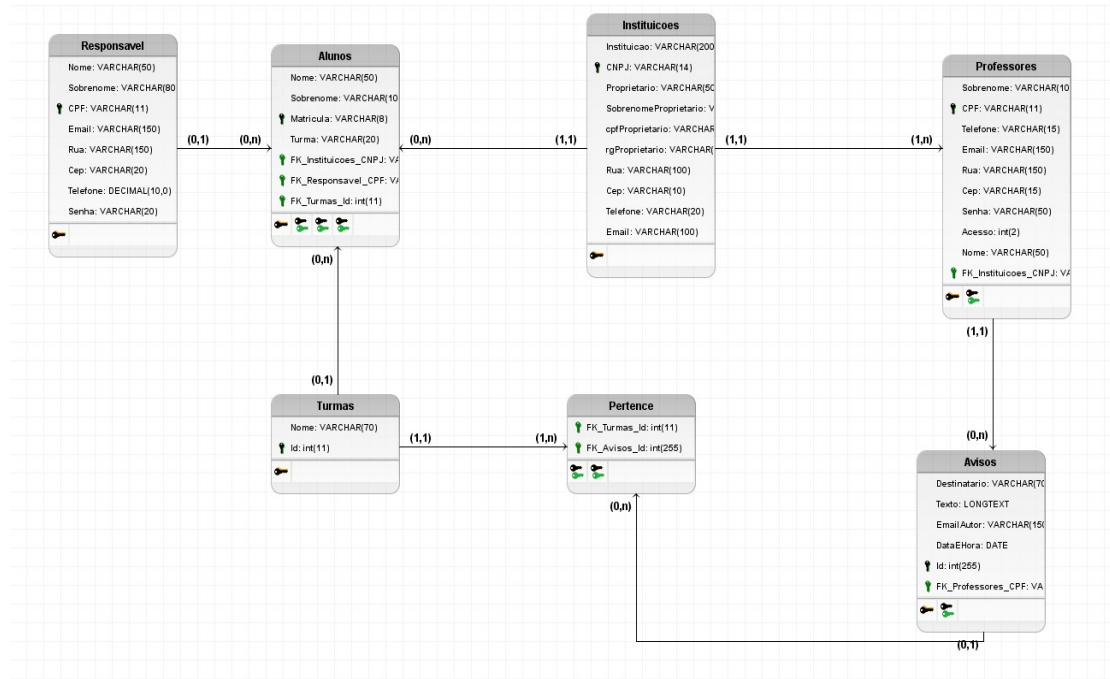 Responsavel
Nome: VARCHAR(50)
Sobrenome: VARCHAR(80
CPF: VARCHAR(11)
Email: VARCHAR(150)
Rua: VARCHAR(150)
Cep: VARCHAR(20)
Telefone: DECIMAL(10,0)
Senha: VARCHAR(20)
(0,1)
(0,n)
Alunos
Nome: VARCHAR(50)
Sobrenome: VARCHAR(10
Matricula: VARCHAR(8)
Turma: VARCHAR(20)
FK_Instituicoes_CNPJ: VA
FK_Responsavel_CPF: VA
FK_Turmas_Id: int(11)
(0,n)
(1,1)
Instituicoes
Instituicao: VARCHAR(200
CNPJ: VARCHAR(14)
Proprietario: VARCHAR(50
SobrenomeProprietario: V
cpfProprietario: VARCHAR
rgProprietario: VARCHAR(
Rua: VARCHAR(100)
Cep: VARCHAR(10)
Telefone: VARCHAR(20)
Email: VARCHAR(100)
(1,1)
(1,n)
Professores
Sobrenome: VARCHAR(10
CPF: VARCHAR(11)
Telefone: VARCHAR(15)
Email: VARCHAR(150)
Rua: VARCHAR(150)
Cep: VARCHAR(15)
Senha: VARCHAR(50)
Acesso: int(2)
Nome: VARCHAR(50)
FK_Instituicoes_CNPJ: VA
(0,n)
(0,1)
(1,1)
(0,n)
Turmas
Nome: VARCHAR(70)
Id: int(11)
(1,1)
(1,n)
Pertence
FK_Turmas_Id: int(11)
FK_Avisos_Id: int(255)
(0,n)
Avisos
Destinatario: VARCHAR(70
Texto: LONGTEXT
EmailAutor: VARCHAR(150
DataEHora: DATE
Id: int(255)
FK_Professores_CPF: VA
(0,1)